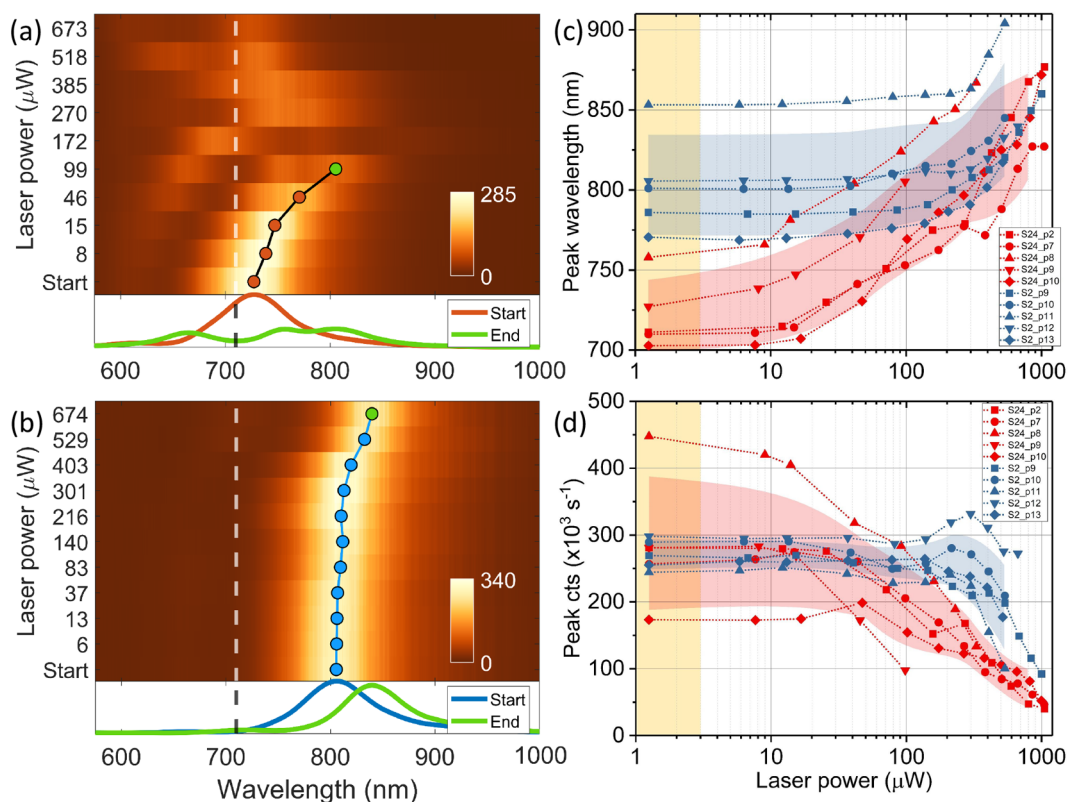 (a)
Laser power (μW)
673
518
385
270
172
99
46
15
8
Start
285
0
Start
End
600
700
800
900
1000
(b)
Laser power (μW)
674
529
403
301
216
140
83
37
13
6
Start
340
0
Start
End
600
700
800
900
1000
Wavelength (nm)
(c)
Peak wavelength (nm)
900
850
800
750
700
S24_p2
S24_p7
S24_p8
S24_p9
S24_p10
S2_p9
S2_p10
S2_p11
S2_p12
S2_p13
1
10
100
1000
(d)
Peak cts (x10³ s⁻¹)
500
400
300
200
100
0
S24_p2
S24_p7
S24_p8
S24_p9
S24_p10
S2_p9
S2_p10
S2_p11
S2_p12
S2_p13
1
10
100
1000
Laser power (μW)